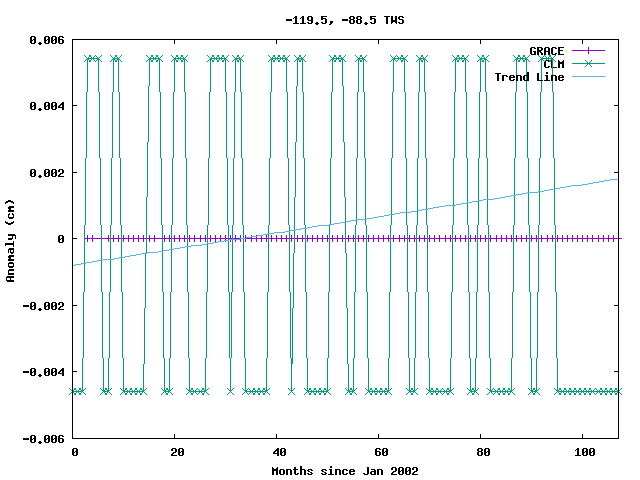 -119.5, -88.5 TWS
GRACE
CLM
Trend Line
0.006
0.004
0.002
0
-0.002
-0.004
-0.006
Anomaly (cm)
0 20 40 60 80 100
Months since Jan 2002